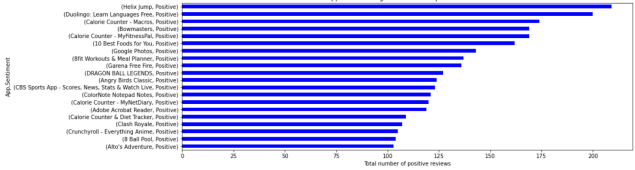 (Helix Jump, Positive)
(Duolingo: Learn Languages Free, Positive)
(Calorie Counter - Macros, Positive)
(Bowmasters, Positive)
(Calorie Counter - MyFitnessPal, Positive)
(10 Best Foods for You, Positive)
(Google Photos, Positive)
(8fit Workouts & Meal Planner, Positive)
(Garena Free Fire, Positive)
(DRAGON BALL LEGENDS, Positive)
(Angry Birds Classic, Positive)
(CBS Sports App - Scores, News, Stats & Watch Live, Positive)
(ColorNote Notepad Notes, Positive)
(Calorie Counter - MyNetDiary, Positive)
(Adobe Acrobat Reader, Positive)
(Calorie Counter & Diet Tracker, Positive)
(Clash Royale, Positive)
(Crunchyroll - Everything Anime, Positive)
(8 Ball Pool, Positive)
(Alto's Adventure, Positive)
App,Sentiment
0 25 50 75 100 125 150 175 200
Total number of positive reviews